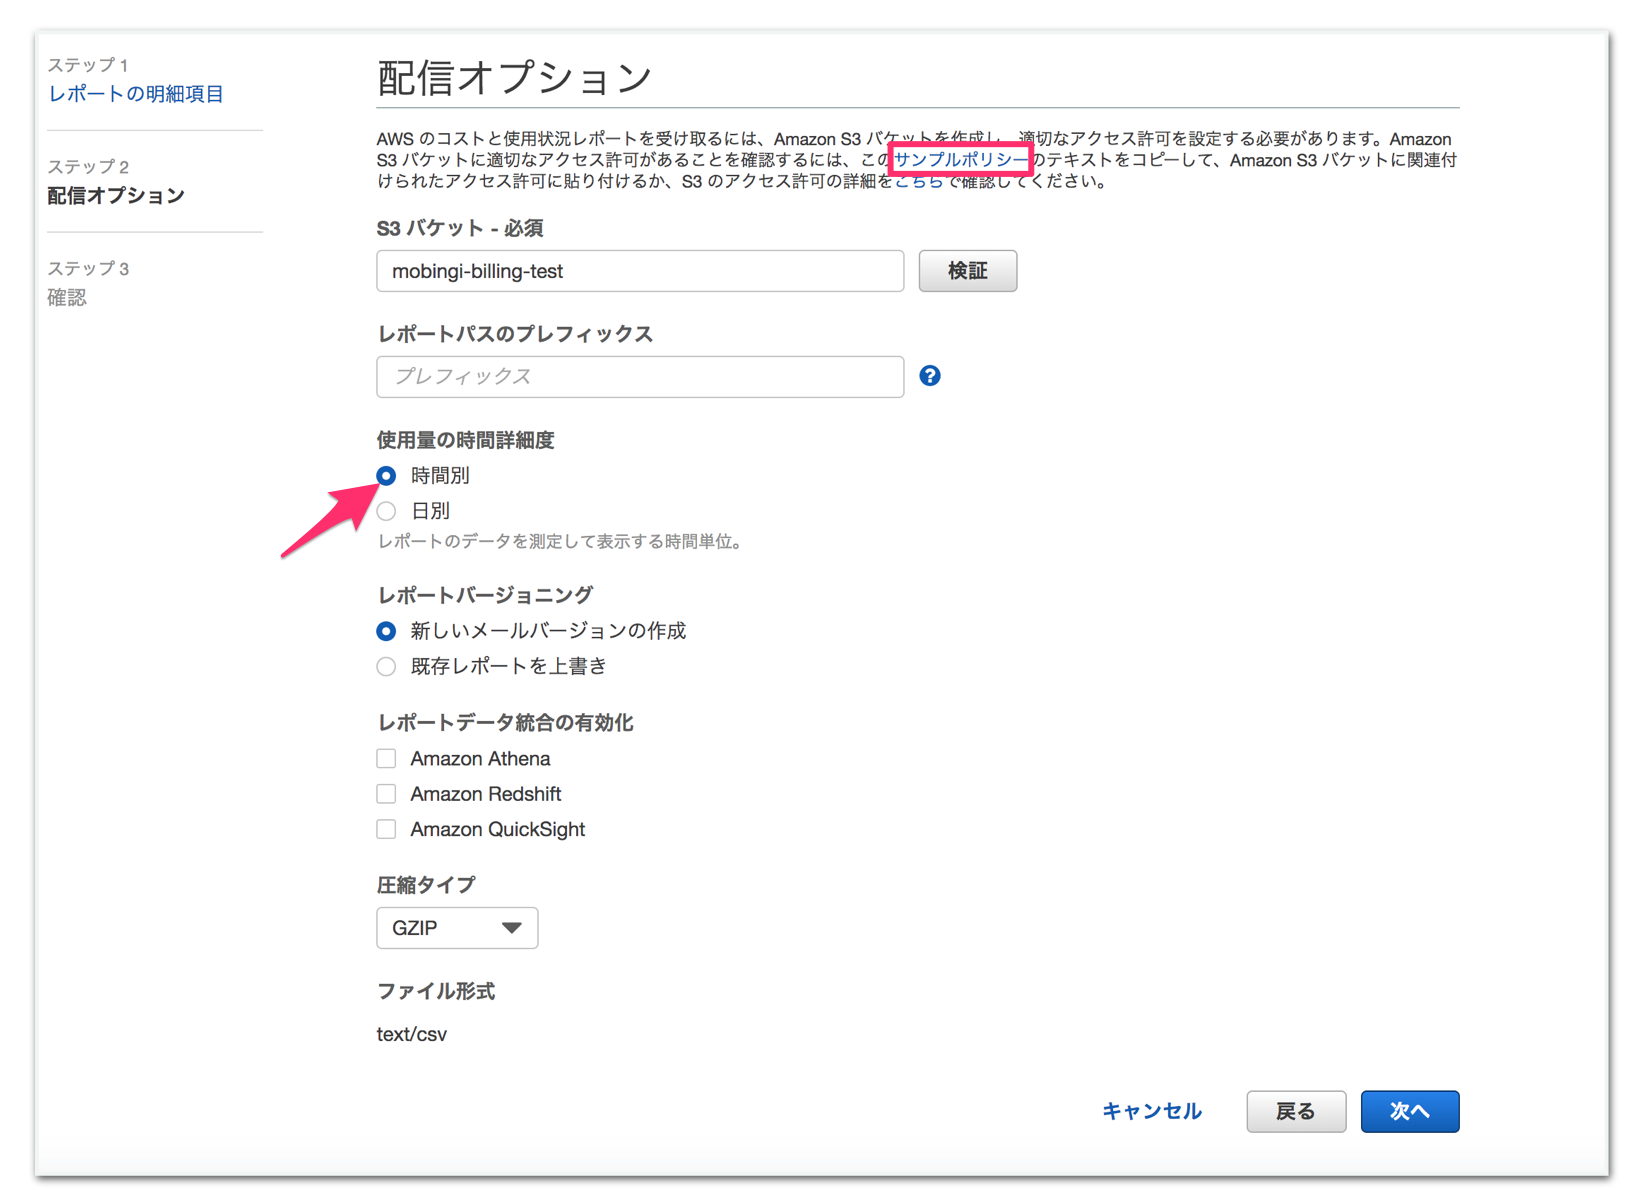 ステップ 1
レポートの明細項目
ステップ 2
配信オプション
ステップ 3
確認
配信オプション
AWS のコストと使用状況レポートを受け取るには、Amazon S3 バケットを作成し、適切なアクセス許可を設定する必要があります。Amazon
S3 バケットに適切なアクセス許可があることを確認するには、このサンプルポリシーのテキストをコピーして、Amazon S3 バケットに関連付
けられたアクセス許可に貼り付けるか、S3 のアクセス許可の詳細をこちらで確認してください。
S3 バケット - 必須
mobingi-billing-test
検証
レポートパスのプレフィックス
プレフィックス
?
使用量の時間詳細度
時間別
日別
レポートのデータを測定して表示する時間単位。
レポートバージョニング
新しいメールバージョンの作成
既存レポートを上書き
レポートデータ統合の有効化
Amazon Athena
Amazon Redshift
Amazon QuickSight
圧縮タイプ
GZIP
ファイル形式
text/csv
キャンセル
戻る
次へ